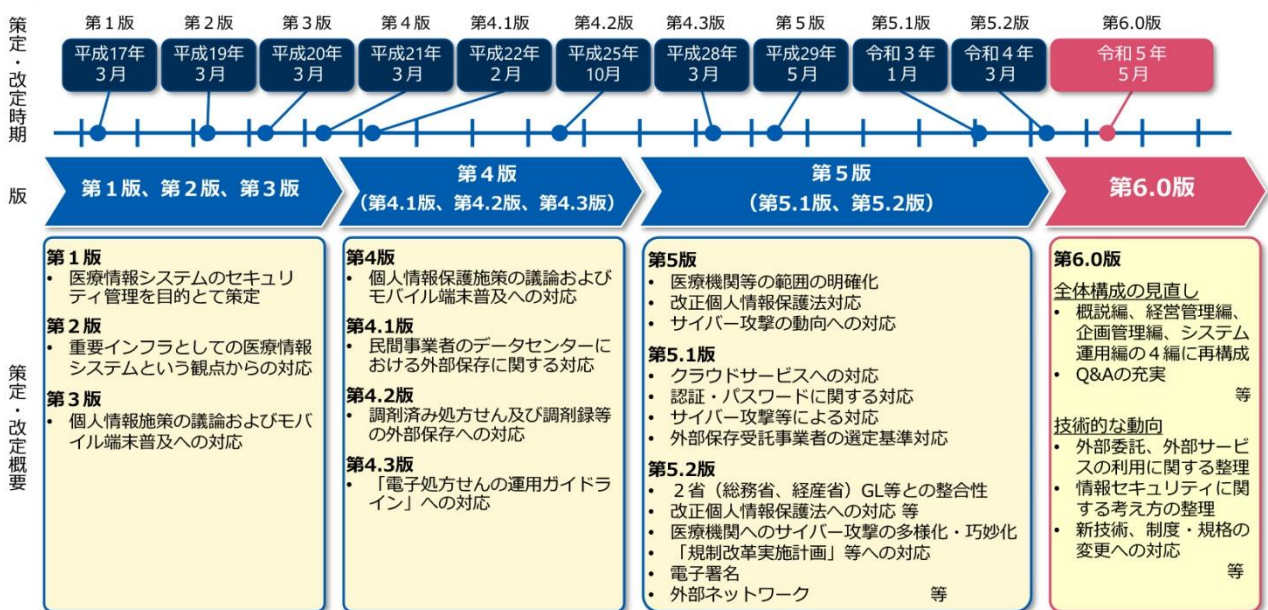 策定・改定時期
第１版
第２版
第３版
第４版
第4.1版
第4.2版
第4.3版
第５版
第5.1版
第5.2版
第6.0版
平成17年
３月
平成19年
３月
平成20年
３月
平成21年
３月
平成22年
２月
平成25年
10月
平成28年
３月
平成29年
５月
令和３年
１月
令和４年
３月
令和５年
５月
版
第１版、第２版、第３版
第４版
（第4.1版、第4.2版、第4.3版）
第５版
（第5.1版、第5.2版）
第6.0版
策定・改定概要
第１版
• 医療情報システムのセキュリ
ティ管理を目的とて策定
第２版
• 重要インフラとしての医療情報
システムという観点からの対応
第３版
• 個人情報施策の議論およびモバ
イル端末普及への対応
第4版
• 個人情報保護施策の議論および
モバイル端末普及への対応
第4.1版
• 民間事業者のデータセンターに
おける外部保存に関する対応
第4.2版
• 調剤済み処方せん及び調剤録等
の外部保存への対応
第4.3版
• 「電子処方せんの運用ガイドラ
イン」への対応
第5版
• 医療機関等の範囲の明確化
• 改正個人情報保護法対応
• サイバー攻撃の動向への対応
第5.1版
• クラウドサービスへの対応
• 認証・パスワードに関する対応
• サイバー攻撃等による対応
• 外部保存受託事業者の選定基準対応
第5.2版
• ２省（総務省、経産省）GL等との整合性
• 改正個人情報保護法への対応 等
• 医療機関へのサイバー攻撃の多様化・巧妙化
• 「規制改革実施計画」等への対応
• 電子署名
• 外部ネットワーク 等
第6.0版
全体構成の見直し
• 概説編、経営管理編、
企画管理編、システム
運用編の４編に再構成
• Q&Aの充実
等
技術的な動向
• 外部委託、外部サービ
スの利用に関する整理
• 情報セキュリティに関
する考え方の整理
• 新技術、制度・規格の
変更への対応
等